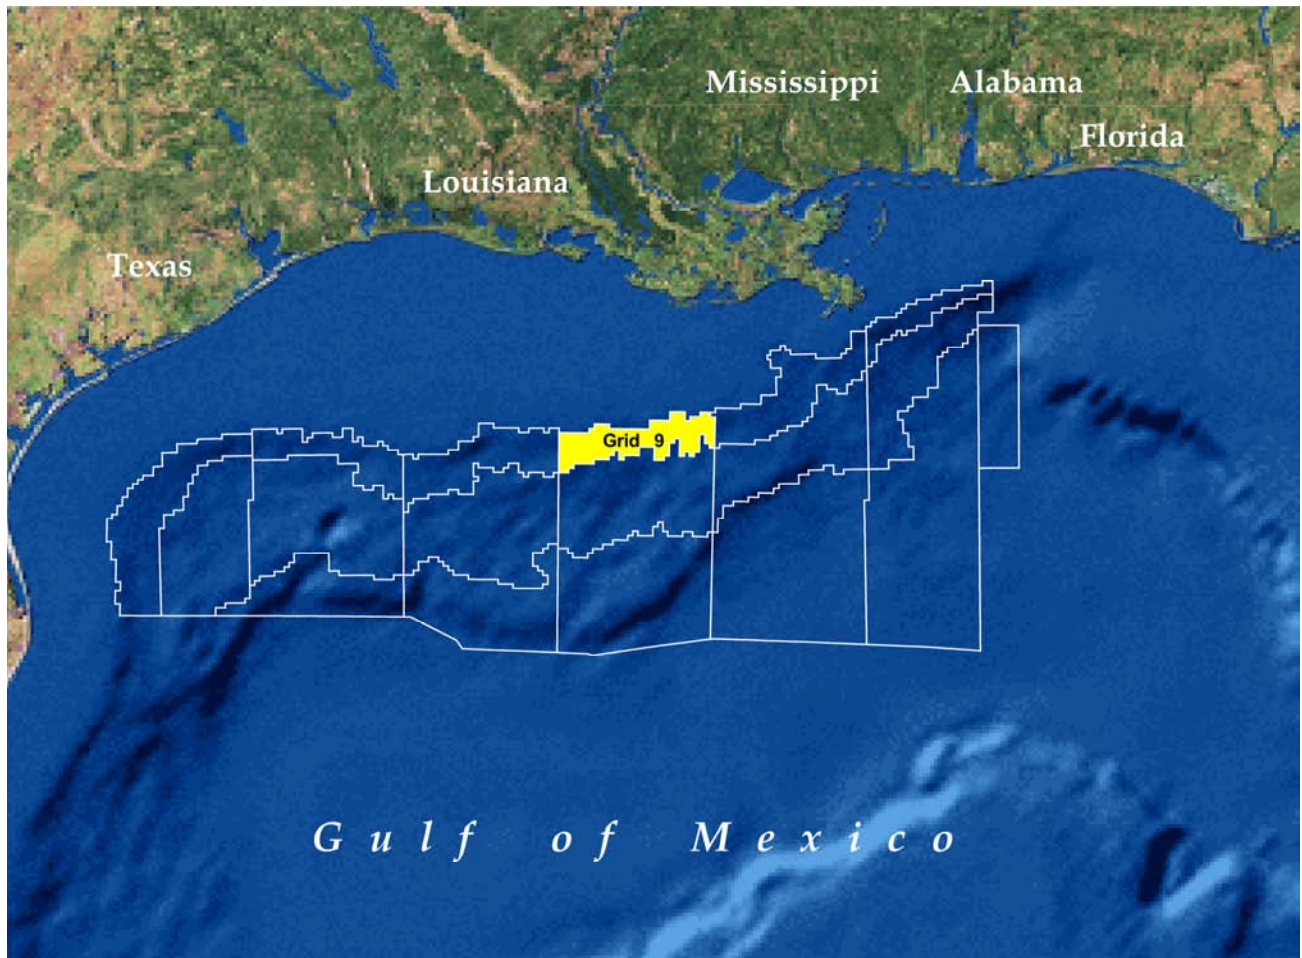 Mississippi
Alabama
Florida
Louisiana
Texas
Grid 9
Gulf of Mexico